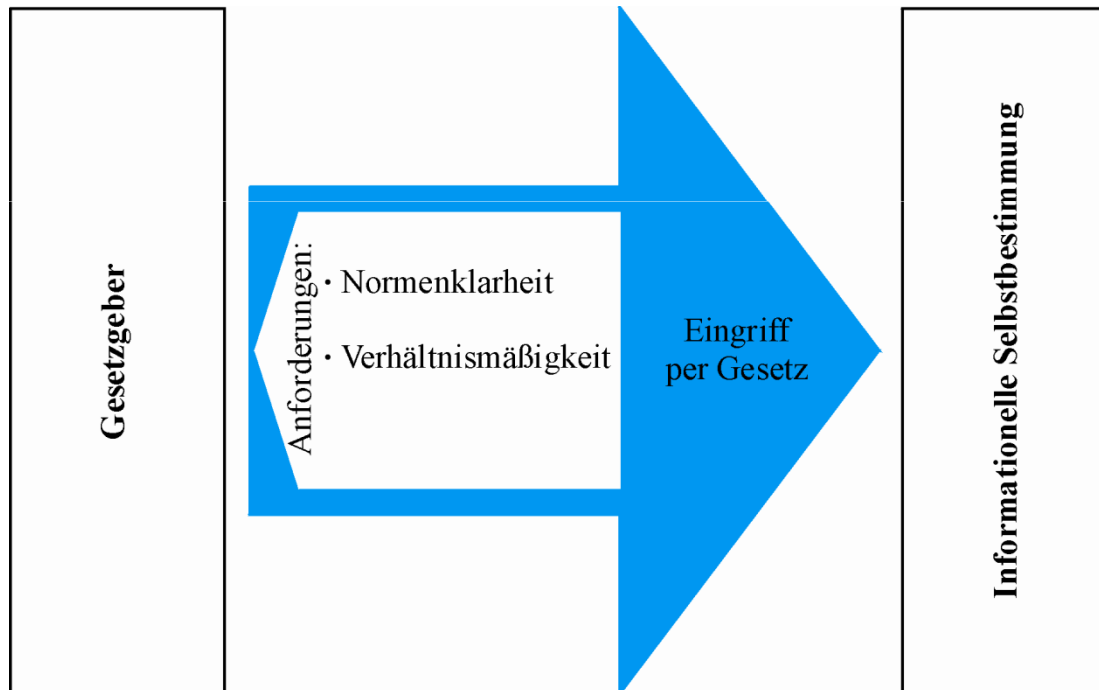 Gesetzgeber
Anforderungen:
· Normenklarheit
· Verhältnismäßigkeit
Eingriff
per Gesetz
Informationelle Selbstbestimmung